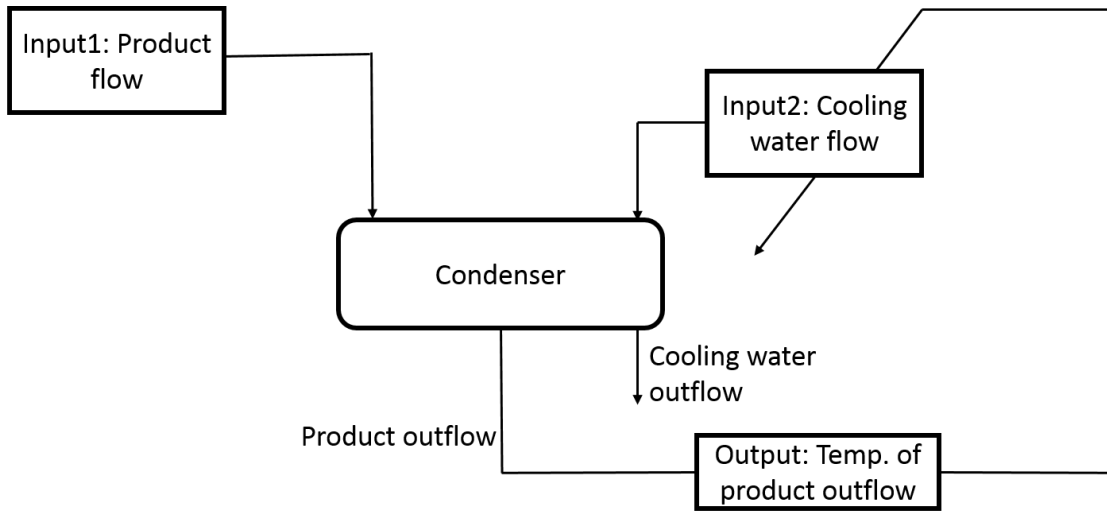 Input1: Product
flow
Input2: Cooling
water flow
Condenser
Cooling water
outflow
Product outflow
Output: Temp. of
product outflow